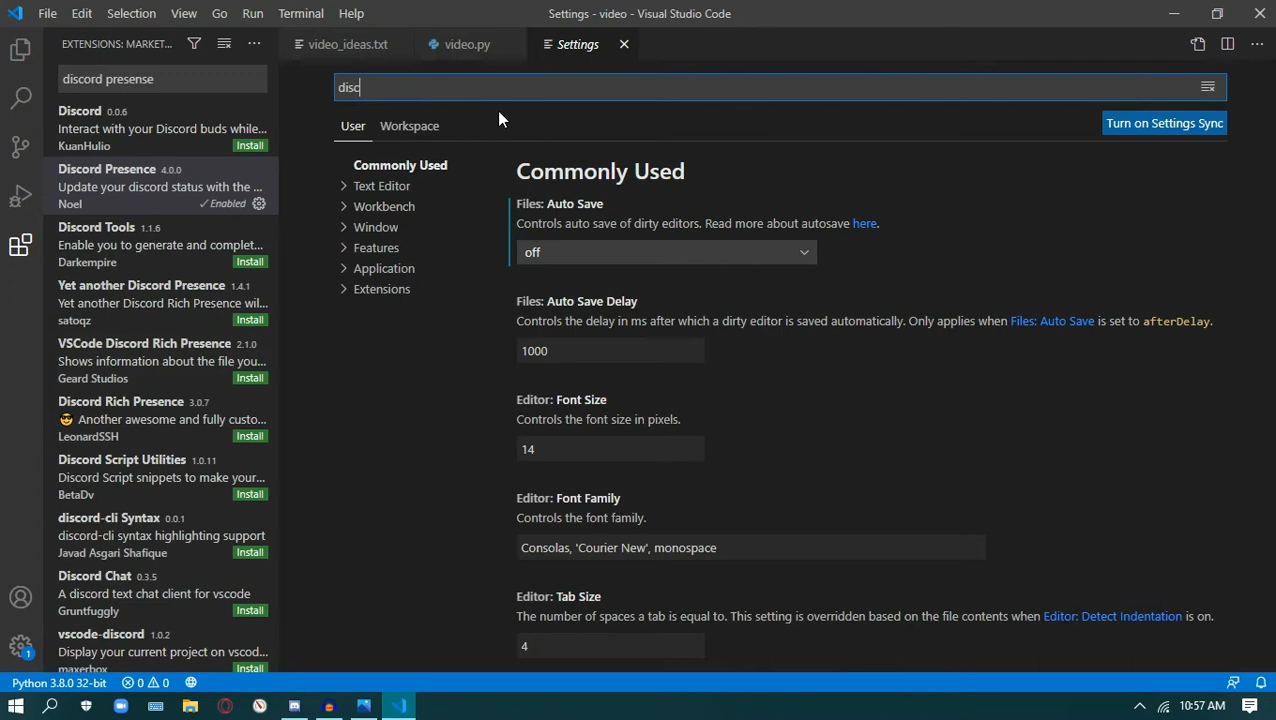 File Edit Selection View Go Run Terminal Help
Settings - video - Visual Studio Code
EXTENSIONS: MARKET...
video_ideas.txt
video.py
Settings
discord presense
Discord 0.0.6
Interact with your Discord buds while...
KuanHulio Install
Discord Presence 4.0.0
Update your discord status with the ...
Noel ✓Enabled
Discord Tools 1.1.6
Enable you to generate and complet...
Darkempire Install
Yet another Discord Presence 1.4.1
Yet another Discord Rich Presence wil...
satoqz Install
VSCode Discord Rich Presence 2.1.0
Shows information about the file you...
Geard Studios Install
Discord Rich Presence 3.0.7
😎 Another awesome and fully custo...
LeonardSSH Install
Discord Script Utilities 1.0.11
Discord Script snippets to make your...
BetaDv Install
discord-cli Syntax 0.0.1
discord-cli syntax highlighting support
Javad Asgari Shafique Install
Discord Chat 0.3.5
A discord text chat client for vscode
Gruntfuggly Install
vscode-discord 1.0.2
Display your current project on vscod...
maxerbox Install
disc
User Workspace
Turn on Settings Sync
Commonly Used
Text Editor
Workbench
Window
Features
Application
Extensions
Commonly Used
Files: Auto Save
Controls auto save of dirty editors. Read more about autosave here.
off
Files: Auto Save Delay
Controls the delay in ms after which a dirty editor is saved automatically. Only applies when Files: Auto Save is set to afterDelay.
1000
Editor: Font Size
Controls the font size in pixels.
14
Editor: Font Family
Controls the font family.
Consolas, 'Courier New', monospace
Editor: Tab Size
The number of spaces a tab is equal to. This setting is overridden based on the file contents when Editor: Detect Indentation is on.
4
1
Python 3.8.0 32-bit 0 0
10:57 AM